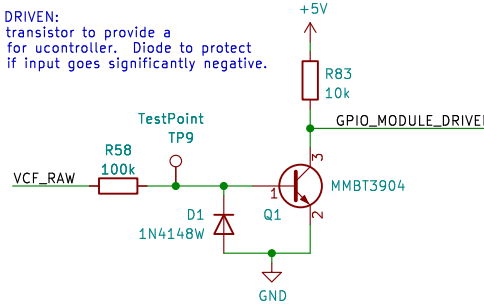 DRIVEN:
transistor to provide a
for ucontroller.  Diode to protect
if input goes significantly negative.
+5V
R83
10k
GPIO_MODULE_DRIVE
TestPoint
TP9
R58
100k
VCF_RAW
3
1
MMBT3904
D1
Q1
2
1N4148W
GND